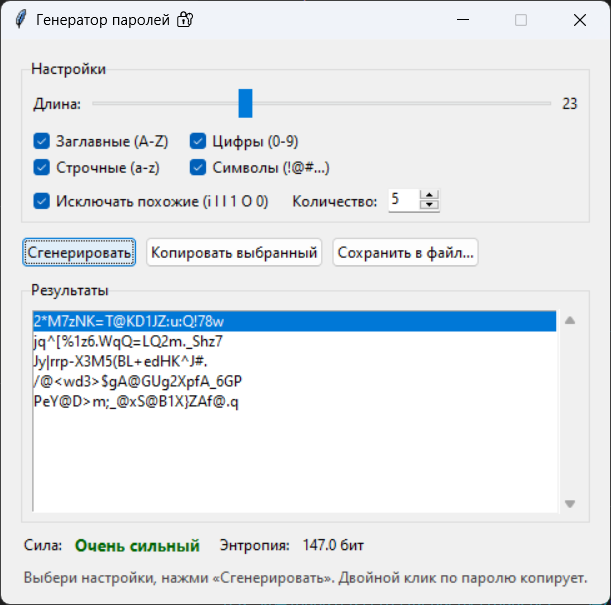 Генератор паролей
Настройки
Длина: 23
Заглавные (A-Z) Цифры (0-9)
Строчные (a-z) Символы (!@#...)
Исключать похожие (i l I 1 O 0) Количество: 5
Сгенерировать Копировать выбранный Сохранить в файл...
Результаты
2*M7zNK=T@KD1JZ:u:Q!78w
jq^[%1z6.WqQ=LQ2m._Shz7
Jy|rrp-X3M5(BL+edHK^J#.
/@<wd3>$gA@GUg2XpfA_6GP
PeY@D>m;_@xS@B1X}ZAf@.q
Сила: Очень сильный Энтропия: 147.0 бит
Выбери настройки, нажми «Сгенерировать». Двойной клик по паролю копирует.